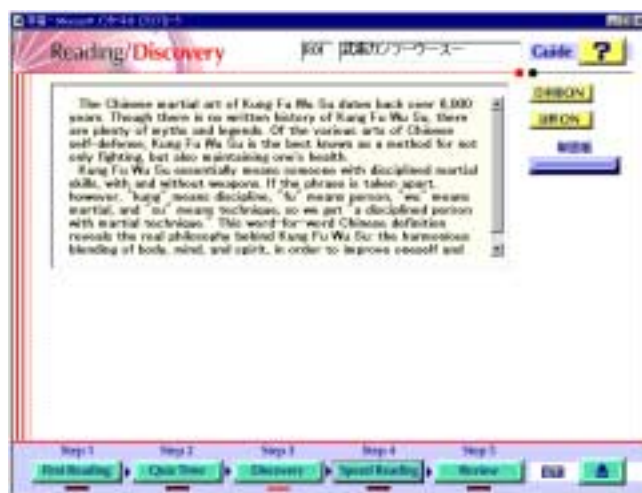 Reading/Discovery
R01
Guide ?
The Chinese martial art of Kung Fu Wu Su dates back over 6,000
years. Though there is no written history of Kung Fu Wu Su, there
are plenty of myths and legends. Of the various arts of Chinese
self-defense, Kung Fu Wu Su is the best known as a method for not
only fighting, but also maintaining one's health.
Kung Fu Wu Su essentially means someone with disciplined martial
skills, with and without weapons. If the phrase is taken apart,
however, "kung" means discipline, "fu" means person, "wu" means
martial, and "su" means technique, so we get "a disciplined person
with martial technique." This word-for-word Chinese definition
reveals the real philosophy behind Kung Fu Wu Su: the harmonious
blending of body, mind, and spirit, in order to improve oneself and
Step 1 Step 2 Step 3 Step 4 Step 5
First Reading Quiz Time Discovery Speed Reading Review